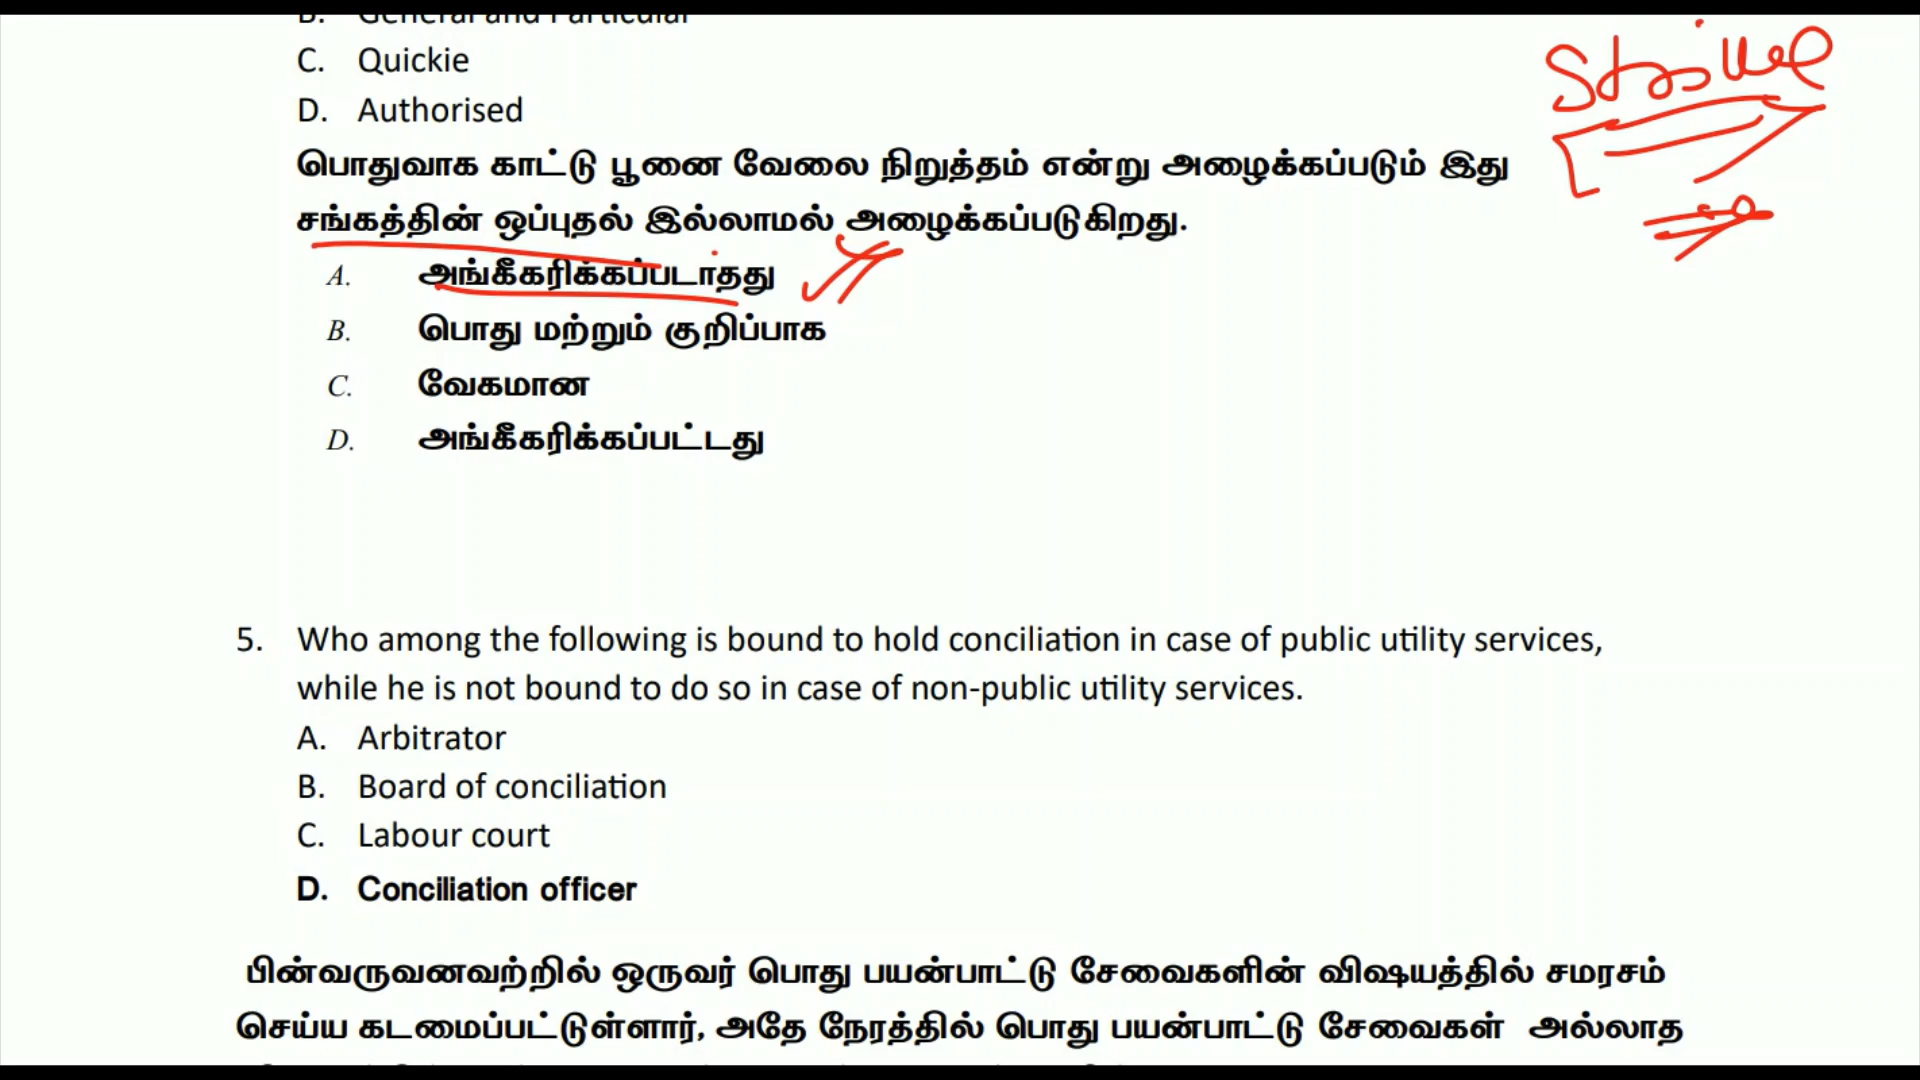 B. General and Particular
C. Quickie
D. Authorised
பொதுவாக காட்டு பூனை வேலை நிறுத்தம் என்று அழைக்கப்படும் இது
சங்கத்தின் ஒப்புதல் இல்லாமல் அழைக்கப்படுகிறது.
A. அங்கீகரிக்கப்படாதது
B. பொது மற்றும் குறிப்பாக
C. வேகமான
D. அங்கீகரிக்கப்பட்டது
5. Who among the following is bound to hold conciliation in case of public utility services,
while he is not bound to do so in case of non-public utility services.
A. Arbitrator
B. Board of conciliation
C. Labour court
D. Conciliation officer
பின்வருவனவற்றில் ஒருவர் பொது பயன்பாட்டு சேவைகளின் விஷயத்தில் சமரசம்
செய்ய கடமைப்பட்டுள்ளார், அதே நேரத்தில் பொது பயன்பாட்டு சேவைகள் அல்லாத